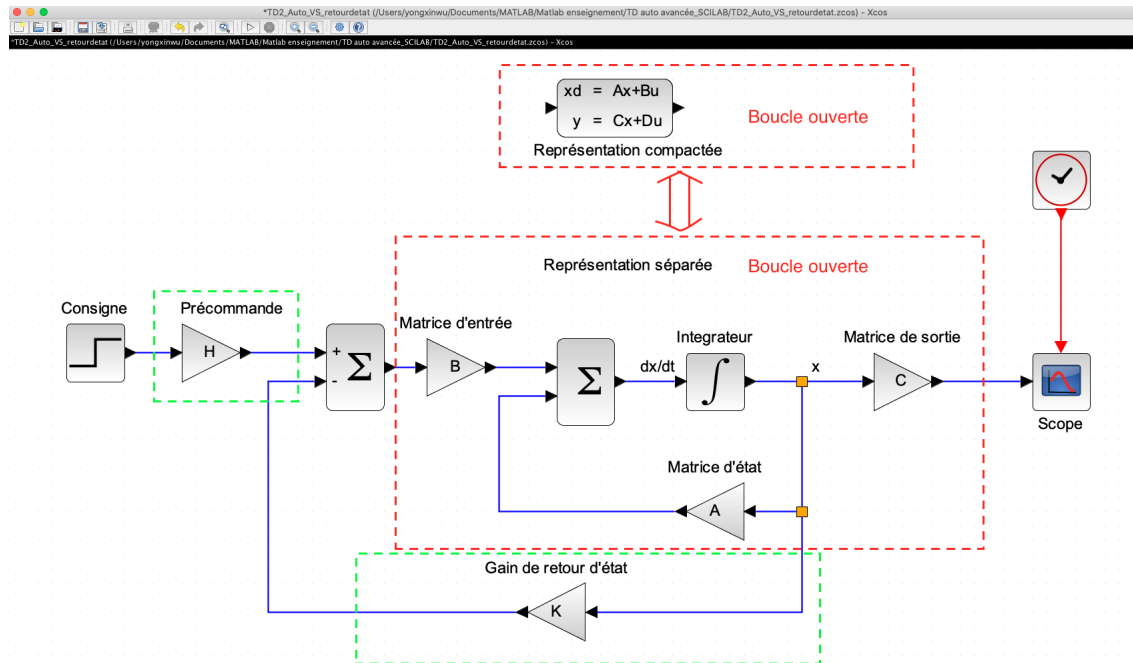 *TD2_Auto_VS_retourdetat (/Users/yongxinwu/Documents/MATLAB/Matlab enseignement/TD auto avancée_SCILAB/TD2_Auto_VS_retourdetat.zcos) - Xcos
*TD2_Auto_VS_retourdetat (/Users/yongxinwu/Documents/MATLAB/Matlab enseignement/TD auto avancée_SCILAB/TD2_Auto_VS_retourdetat.zcos) - Xcos
xd = Ax+Bu
y = Cx+Du
Boucle ouverte
Représentation compactée
Représentation séparée
Boucle ouverte
Consigne
Précommande
Matrice d'entrée
Integrateur
Matrice de sortie
H
+
-
Σ
B
Σ
dx/dt
∫
x
C
Scope
Matrice d'état
A
Gain de retour d'état
K